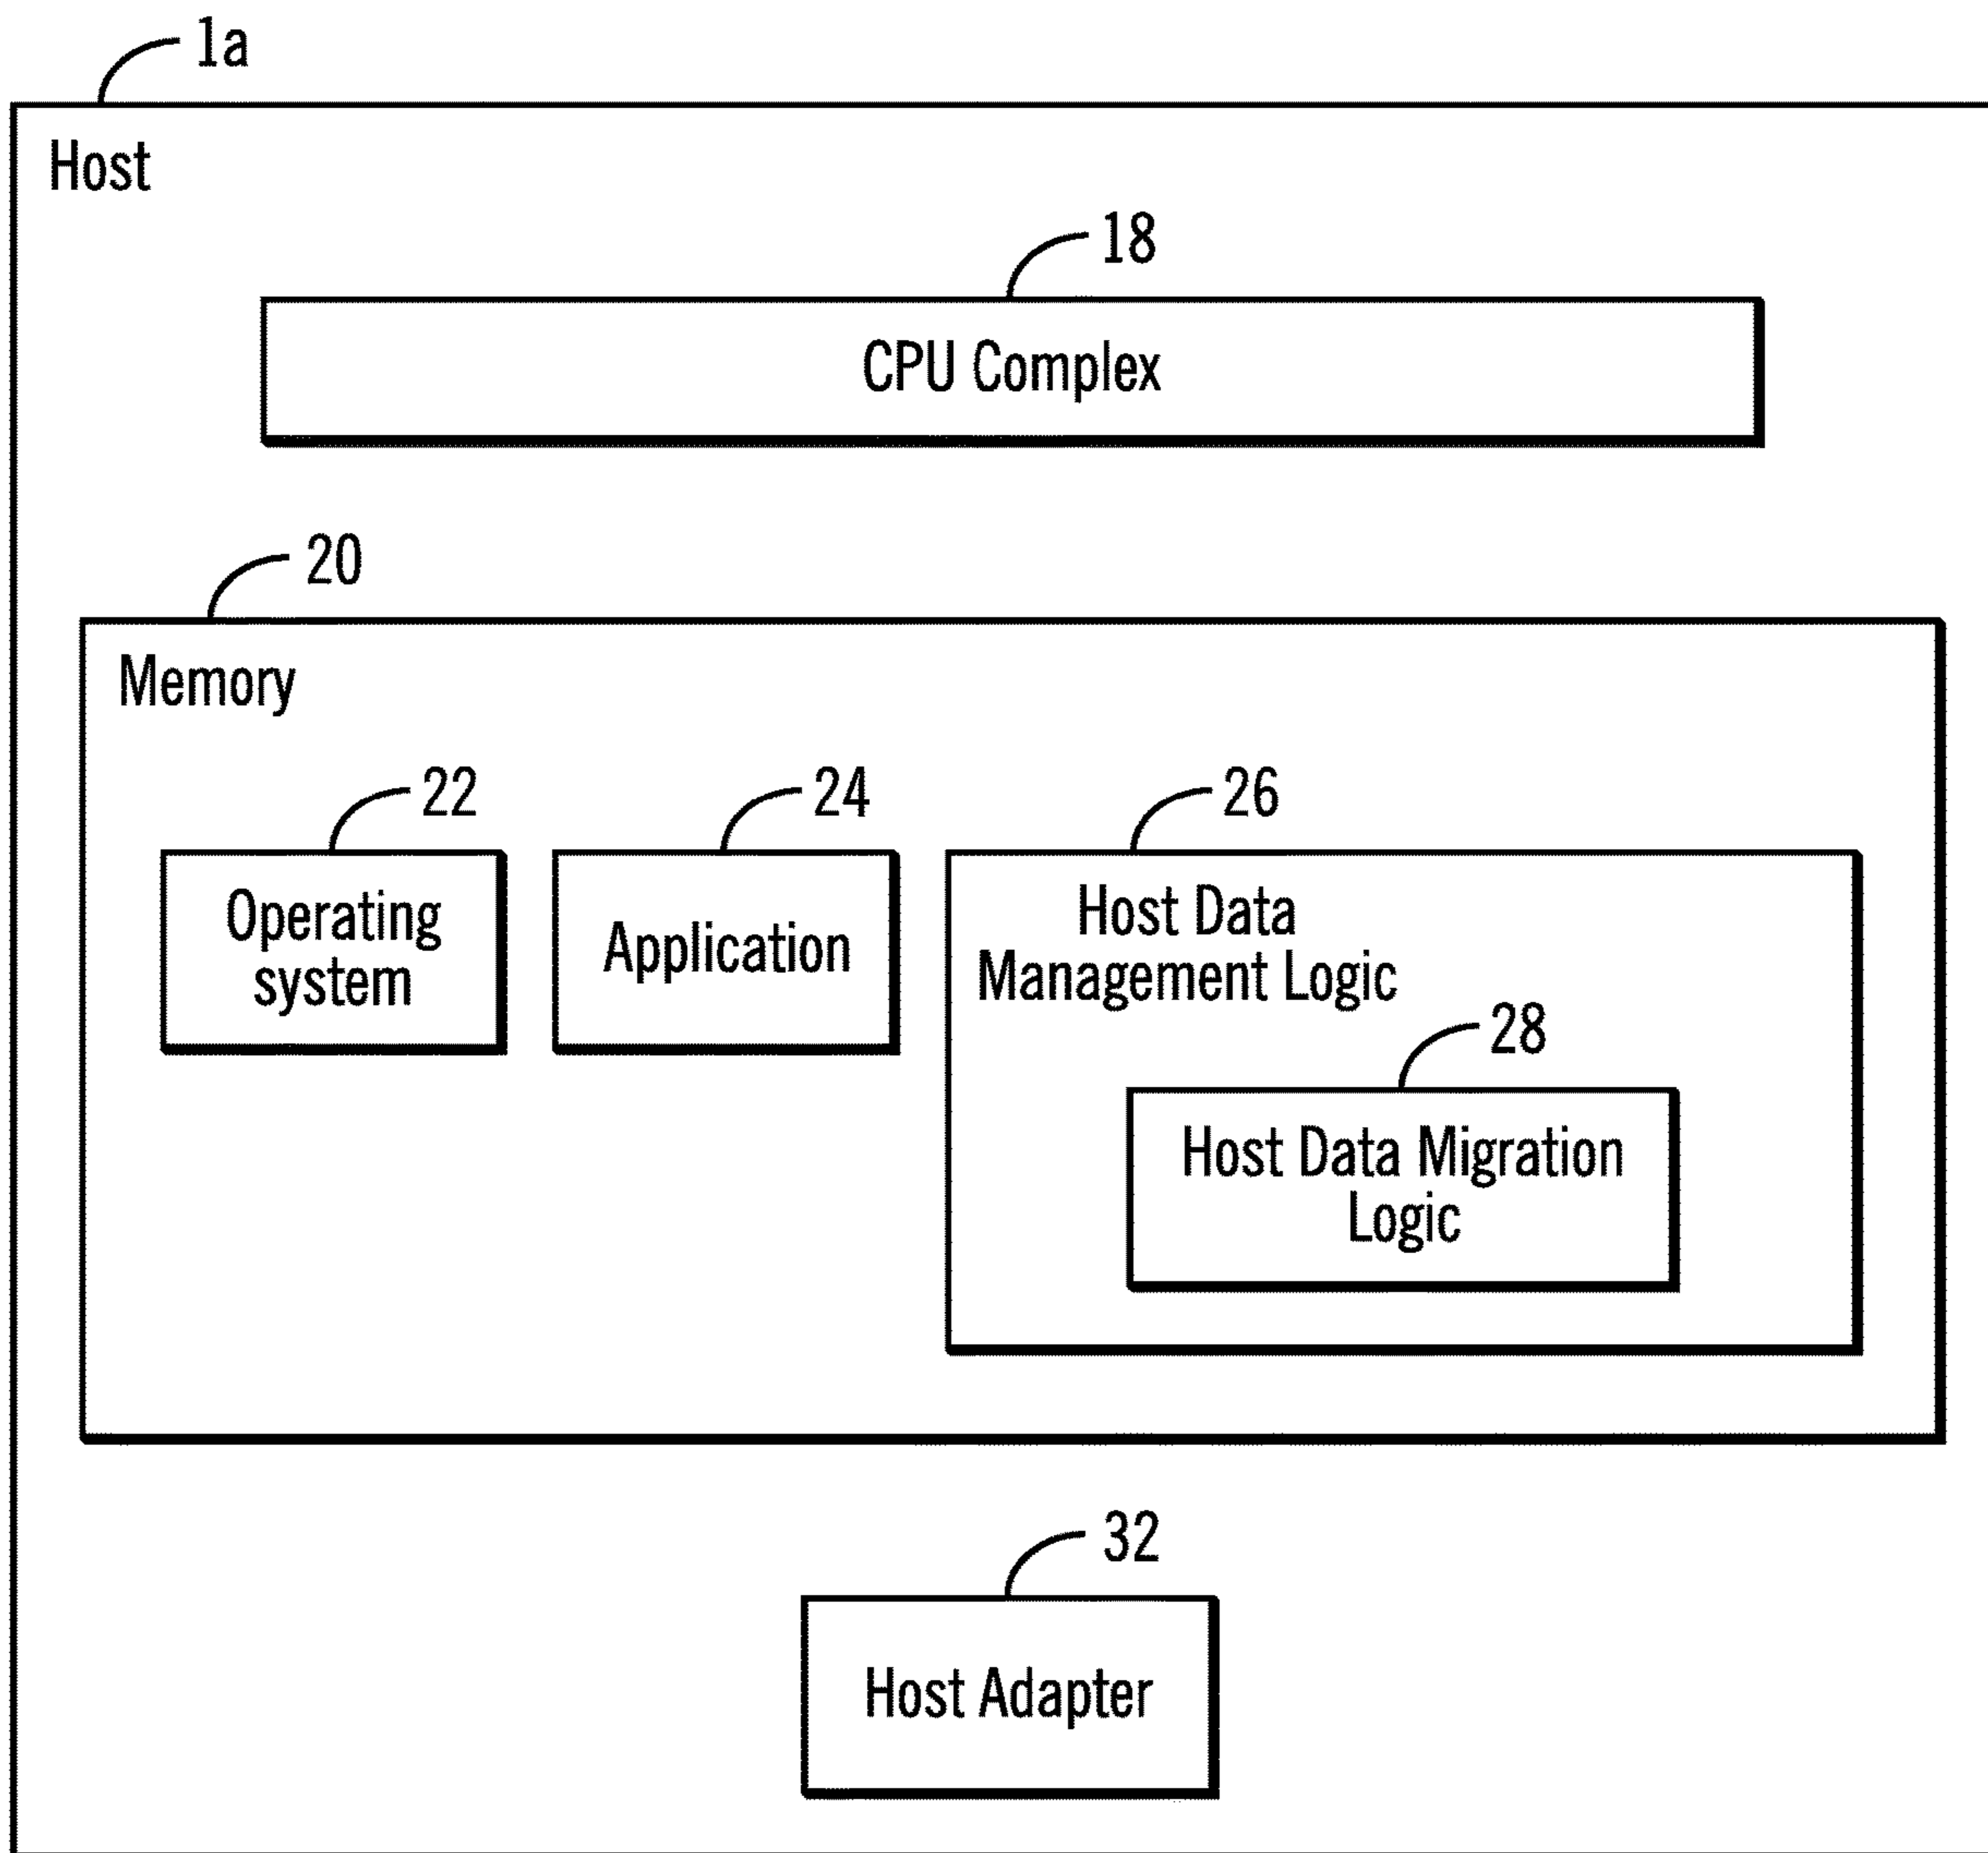 1a
Host
18
CPU Complex
20
Memory
22
24
26
Operating
system
Application
Host Data
Management Logic
28
Host Data Migration
Logic
32
Host Adapter